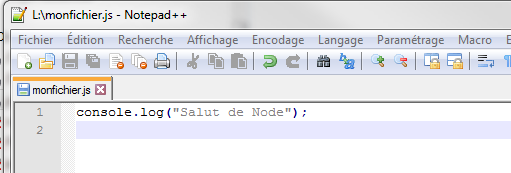 L:\monfichier.js - Notepad++
Fichier Édition Recherche Affichage Encodage Langage Paramétrage Macro E
monfichier.js
1 console.log("Salut de Node");
2